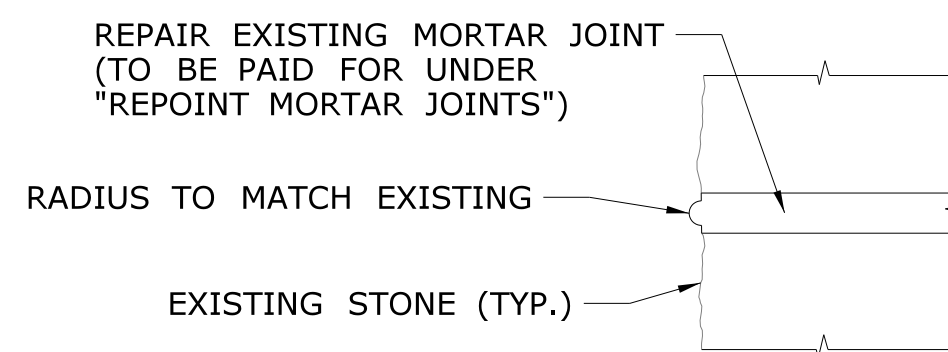 REPAIR EXISTING MORTAR JOINT
(TO BE PAID FOR UNDER
"REPOINT MORTAR JOINTS")
RADIUS TO MATCH EXISTING
EXISTING STONE (TYP.)